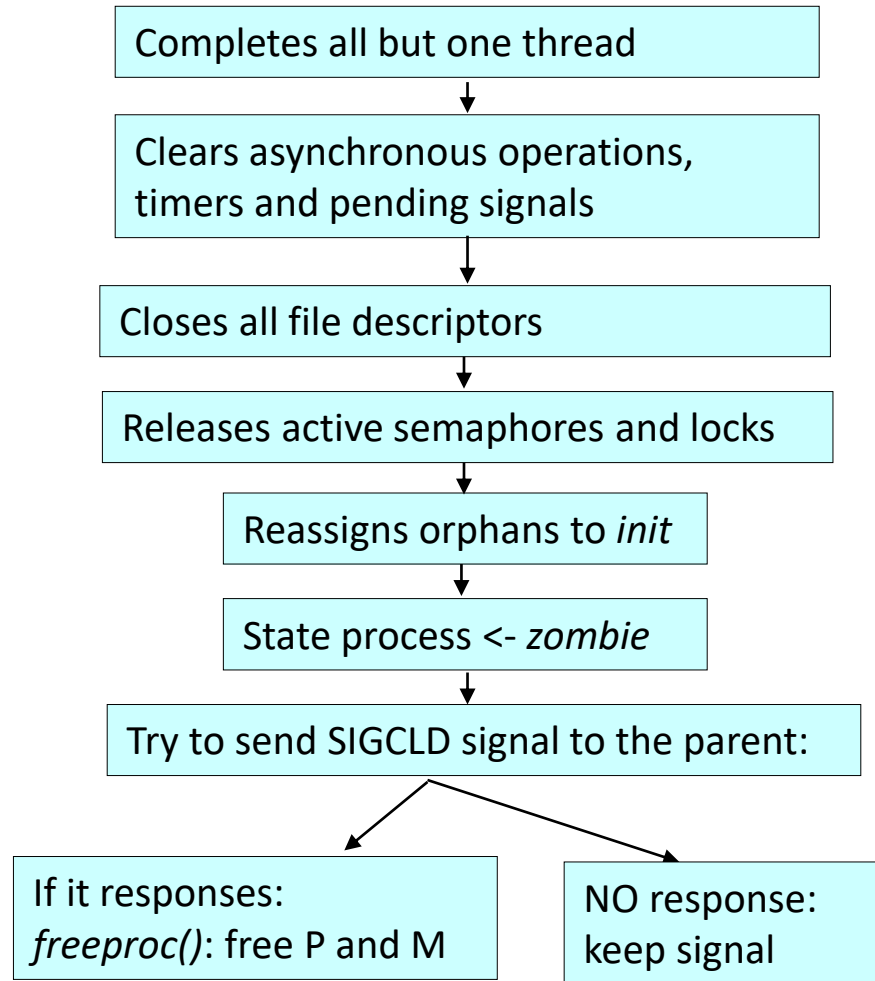 Completes all but one thread
Clears asynchronous operations,
timers and pending signals
Closes all file descriptors
Releases active semaphores and locks
Reassigns orphans to init
State process <- zombie
Try to send SIGCLD signal to the parent:
If it responses:
freeproc(): free P and M
NO response:
keep signal